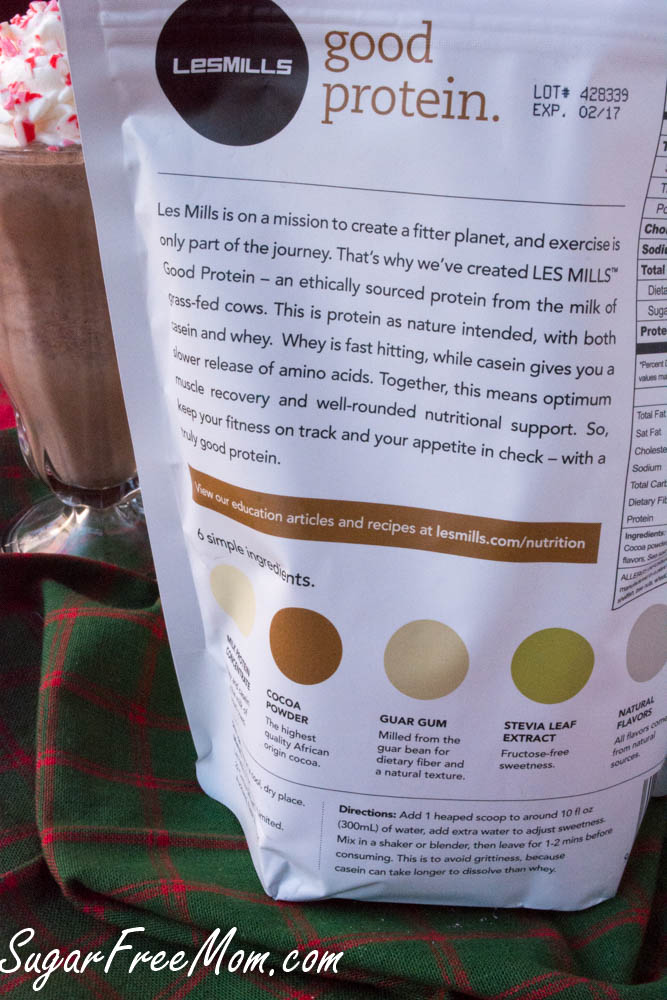 LesMILLS
good
protein.
LOT# 428339
EXP. 02/17
Les Mills is on a mission to create a fitter planet, and exercise is
only part of the journey. That's why we've created LES MILLS™
Good Protein – an ethically sourced protein from the milk of
grass-fed cows. This is protein as nature intended, with both
casein and whey. Whey is fast hitting, while casein gives you a
slower release of amino acids. Together, this means optimum
muscle recovery and well-rounded nutritional support. So,
keep your fitness on track and your appetite in check – with a
truly good protein.
View our education articles and recipes at lesmills.com/nutrition
6 simple ingredients.
MILK PROTEIN
CONCENTRATE
COCOA
POWDER
The highest
quality African
origin cocoa.
GUAR GUM
Milled from the
guar bean for
dietary fiber and
a natural texture.
STEVIA LEAF
EXTRACT
Fructose-free
sweetness.
NATURAL
FLAVORS
All flavors come
from natural
sources.
cool, dry place.
Directions: Add 1 heaped scoop to around 10 fl oz
(300mL) of water, add extra water to adjust sweetness.
Mix in a shaker or blender, then leave for 1-2 mins before
consuming. This is to avoid grittiness, because
casein can take longer to dissolve than whey.
Total
*Percent
values
Total Fat
Sat Fat
Sodium
Dietary
Protein
Ingredients:
Cocoa
flavors,
SugarFreeMom.com